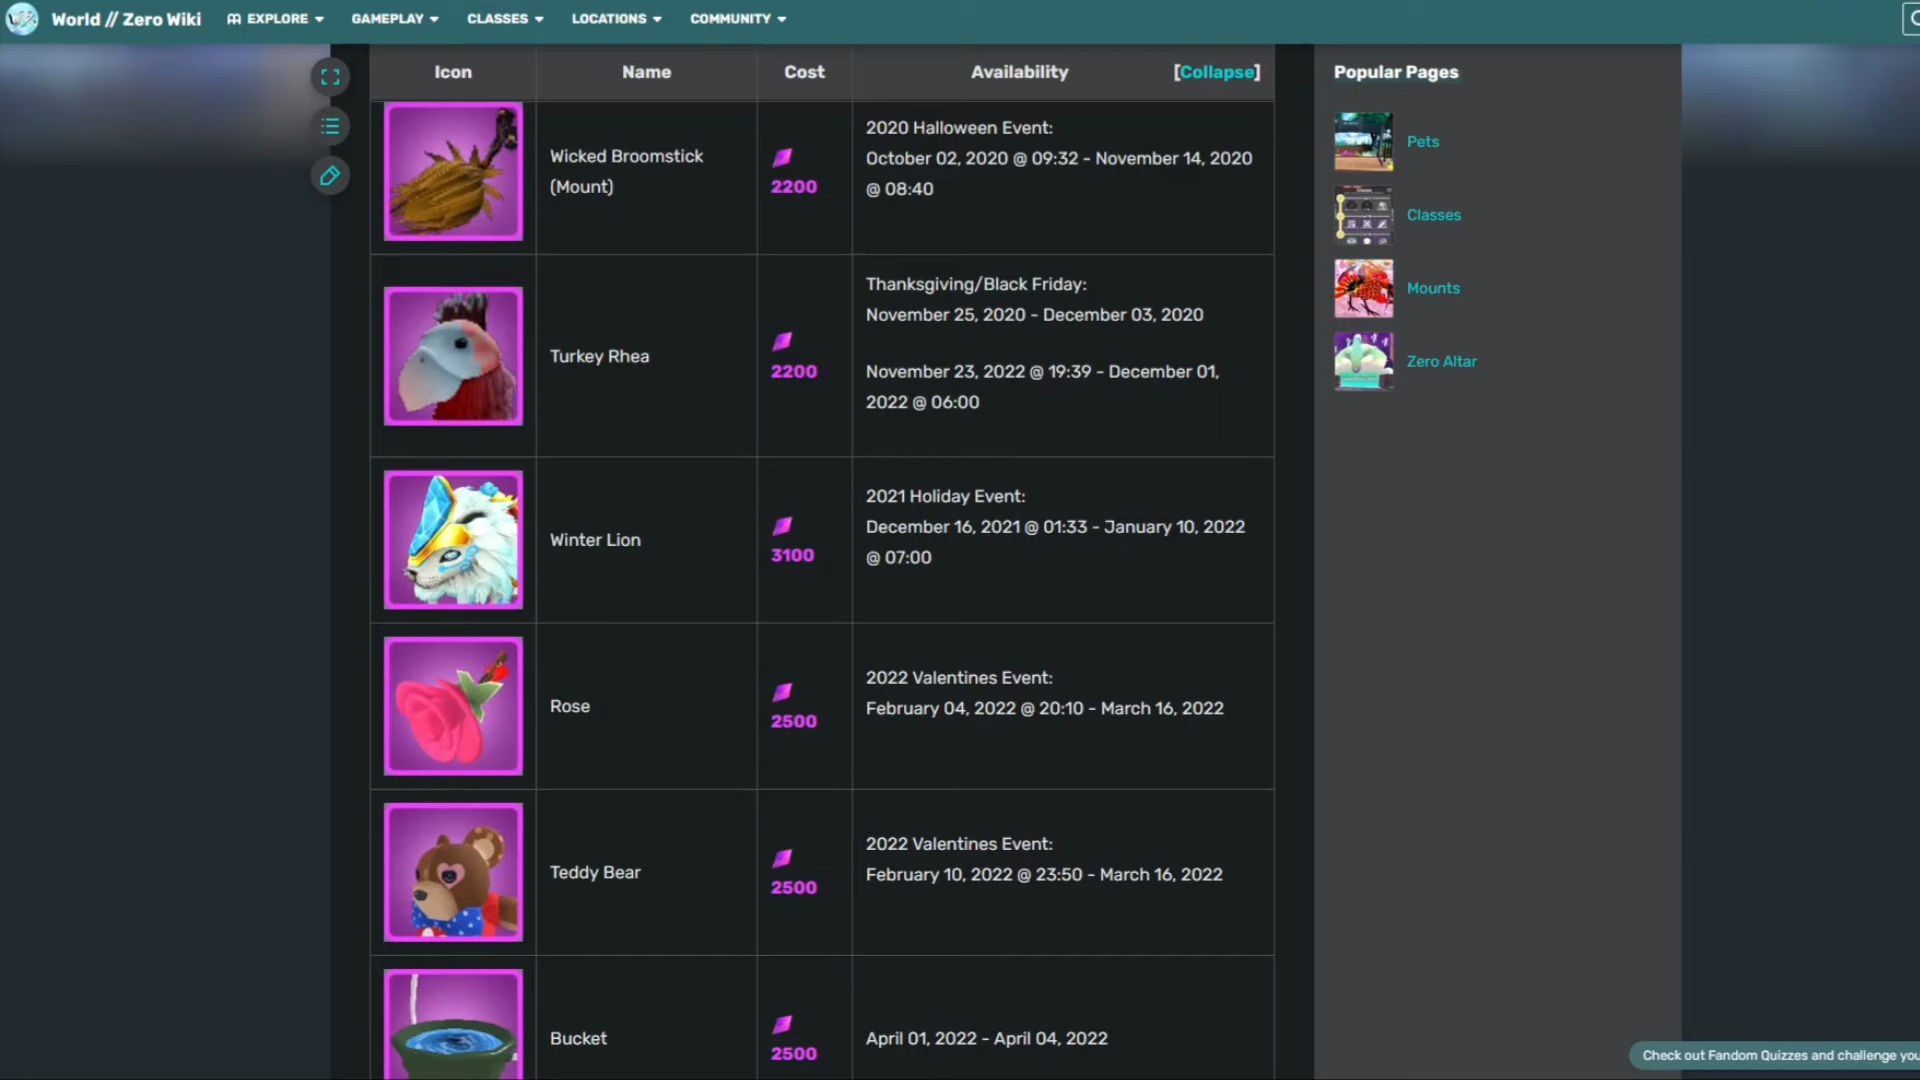 World // Zero Wiki EXPLORE GAMEPLAY CLASSES LOCATIONS COMMUNITY
Icon Name Cost Availability [Collapse]
Wicked Broomstick
(Mount)
2200
2020 Halloween Event:
October 02, 2020 @ 09:32 - November 14, 2020
@ 08:40
Turkey Rhea
2200
Thanksgiving/Black Friday:
November 25, 2020 - December 03, 2020
November 23, 2022 @ 19:39 - December 01,
2022 @ 06:00
Winter Lion
3100
2021 Holiday Event:
December 16, 2021 @ 01:33 - January 10, 2022
@ 07:00
Rose
2500
2022 Valentines Event:
February 04, 2022 @ 20:10 - March 16, 2022
Teddy Bear
2500
2022 Valentines Event:
February 10, 2022 @ 23:50 - March 16, 2022
Bucket
2500
April 01, 2022 - April 04, 2022
Popular Pages
Pets
Classes
Mounts
Zero Altar
Check out Fandom Quizzes and challenge you